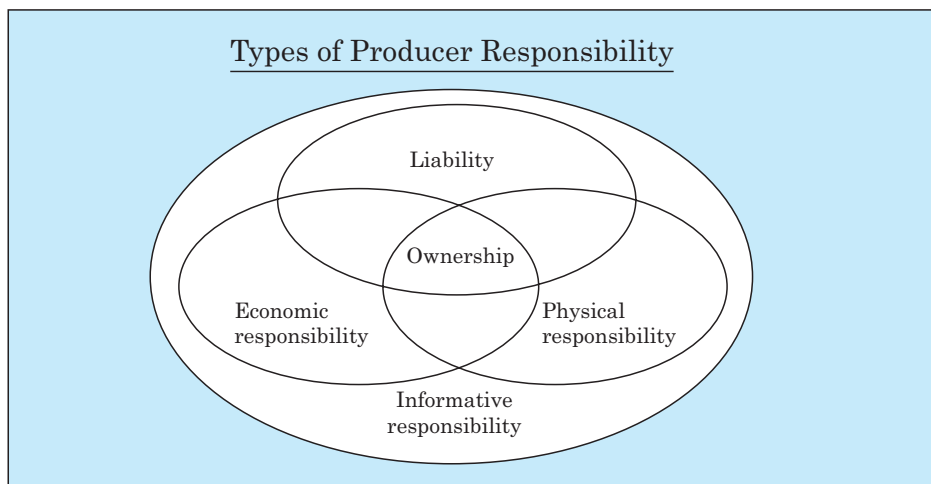 Types of Producer Responsibility
Liability
Ownership
Economic
responsibility
Physical
responsibility
Informative
responsibility